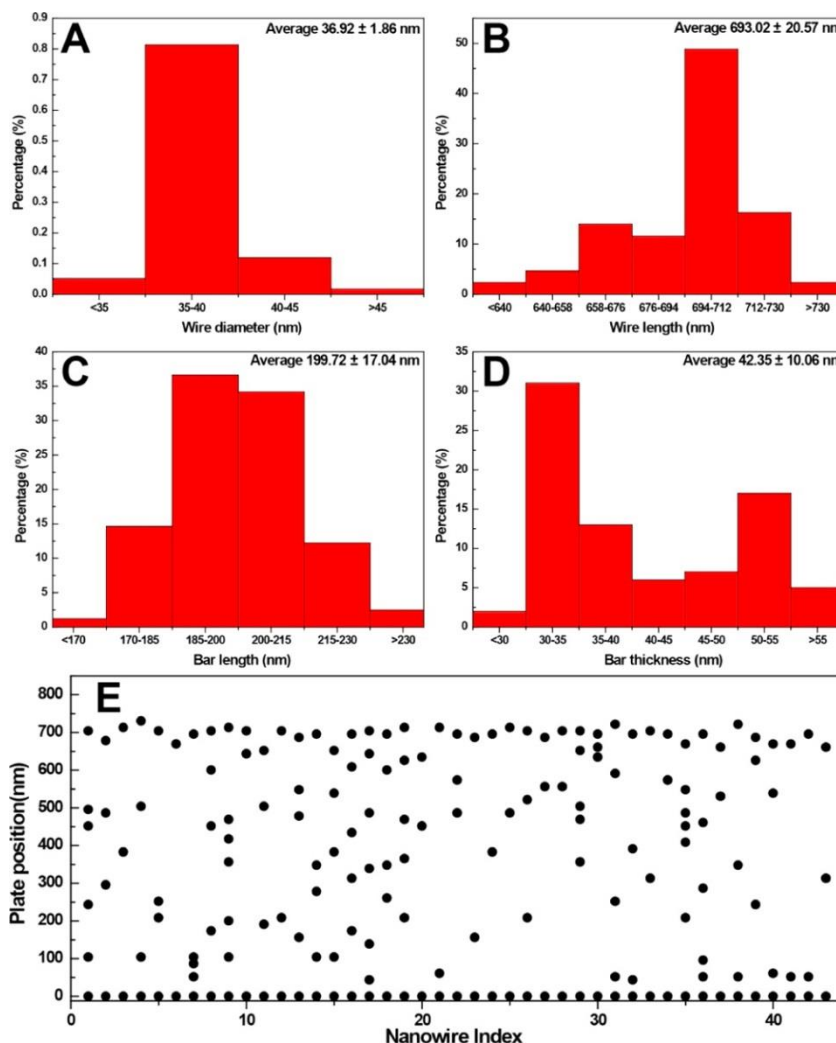 A
Average 36.92 ± 1.86 nm
Percentage (%)
0.9
0.8
0.7
0.6
0.5
0.4
0.3
0.2
0.1
0.0
<35 35-40 40-45 >45
Wire diameter (nm)
B
Average 693.02 ± 20.57 nm
Percentage (%)
50
40
30
20
10
0
<640 640-658 658-676 676-694 694-712 712-730 >730
Wire length (nm)
C
Average 199.72 ± 17.04 nm
Percentage (%)
40
35
30
25
20
15
10
5
0
<170 170-185 185-200 200-215 215-230 >230
Bar length (nm)
D
Average 42.35 ± 10.06 nm
Percentage (%)
35
30
25
20
15
10
5
0
<30 30-35 35-40 40-45 45-50 50-55 >55
Bar thickness (nm)
E
Plate position(nm)
800
700
600
500
400
300
200
100
0
0 10 20 30 40
Nanowire Index